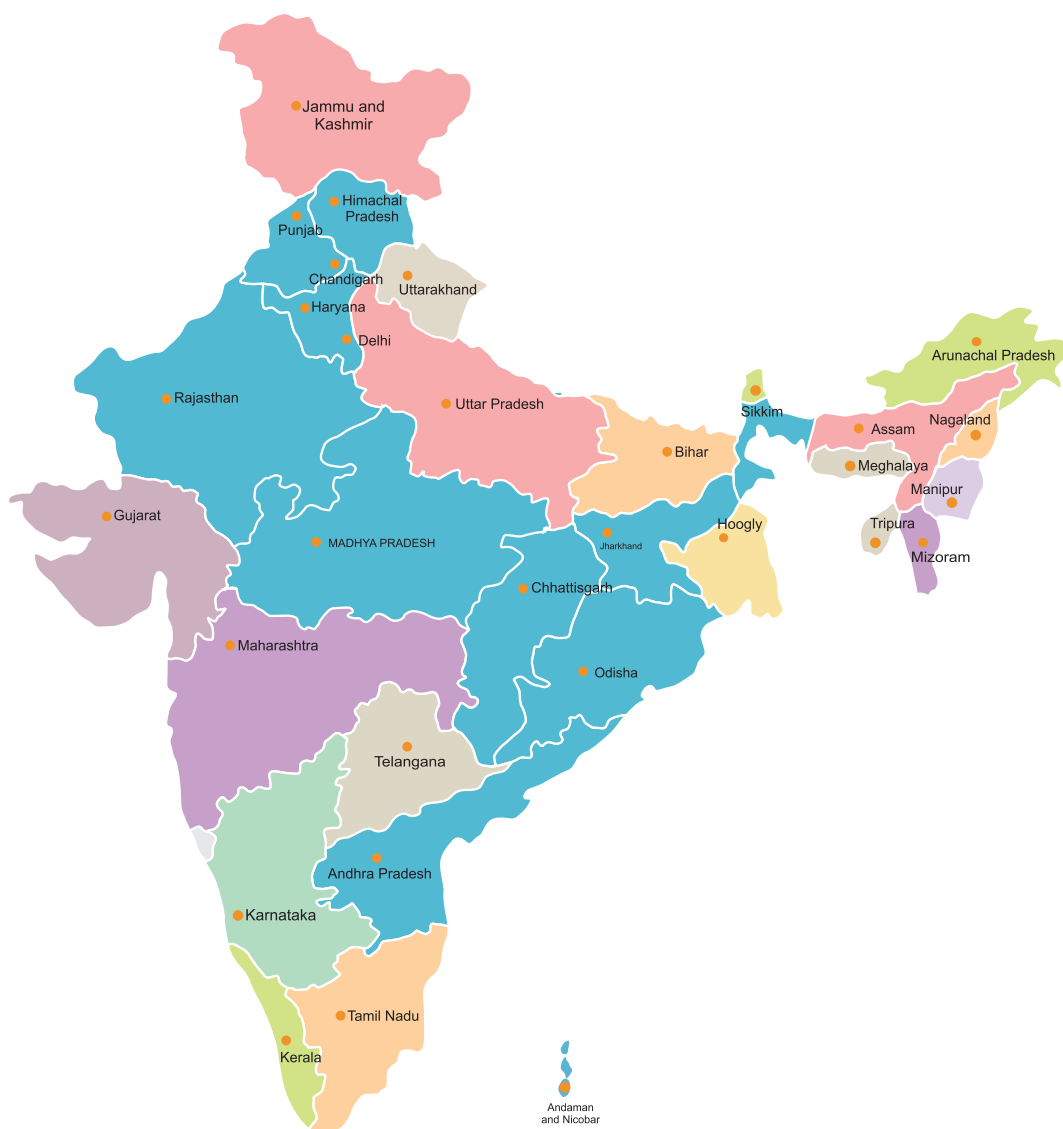 Jammu and
Kashmir
Himachal
Pradesh
Punjab
Chandigarh
Uttarakhand
Haryana
Delhi
Arunachal Pradesh
Rajasthan
Uttar Pradesh
Sikkim
Nagaland
Assam
Bihar
Meghalaya
Manipur
Gujarat
Hoogly
Tripura
MADHYA PRADESH
Jharkhand
Mizoram
Chhattisgarh
Maharashtra
Odisha
Telangana
Andhra Pradesh
Karnataka
Tamil Nadu
Kerala
Andaman
and Nicobar